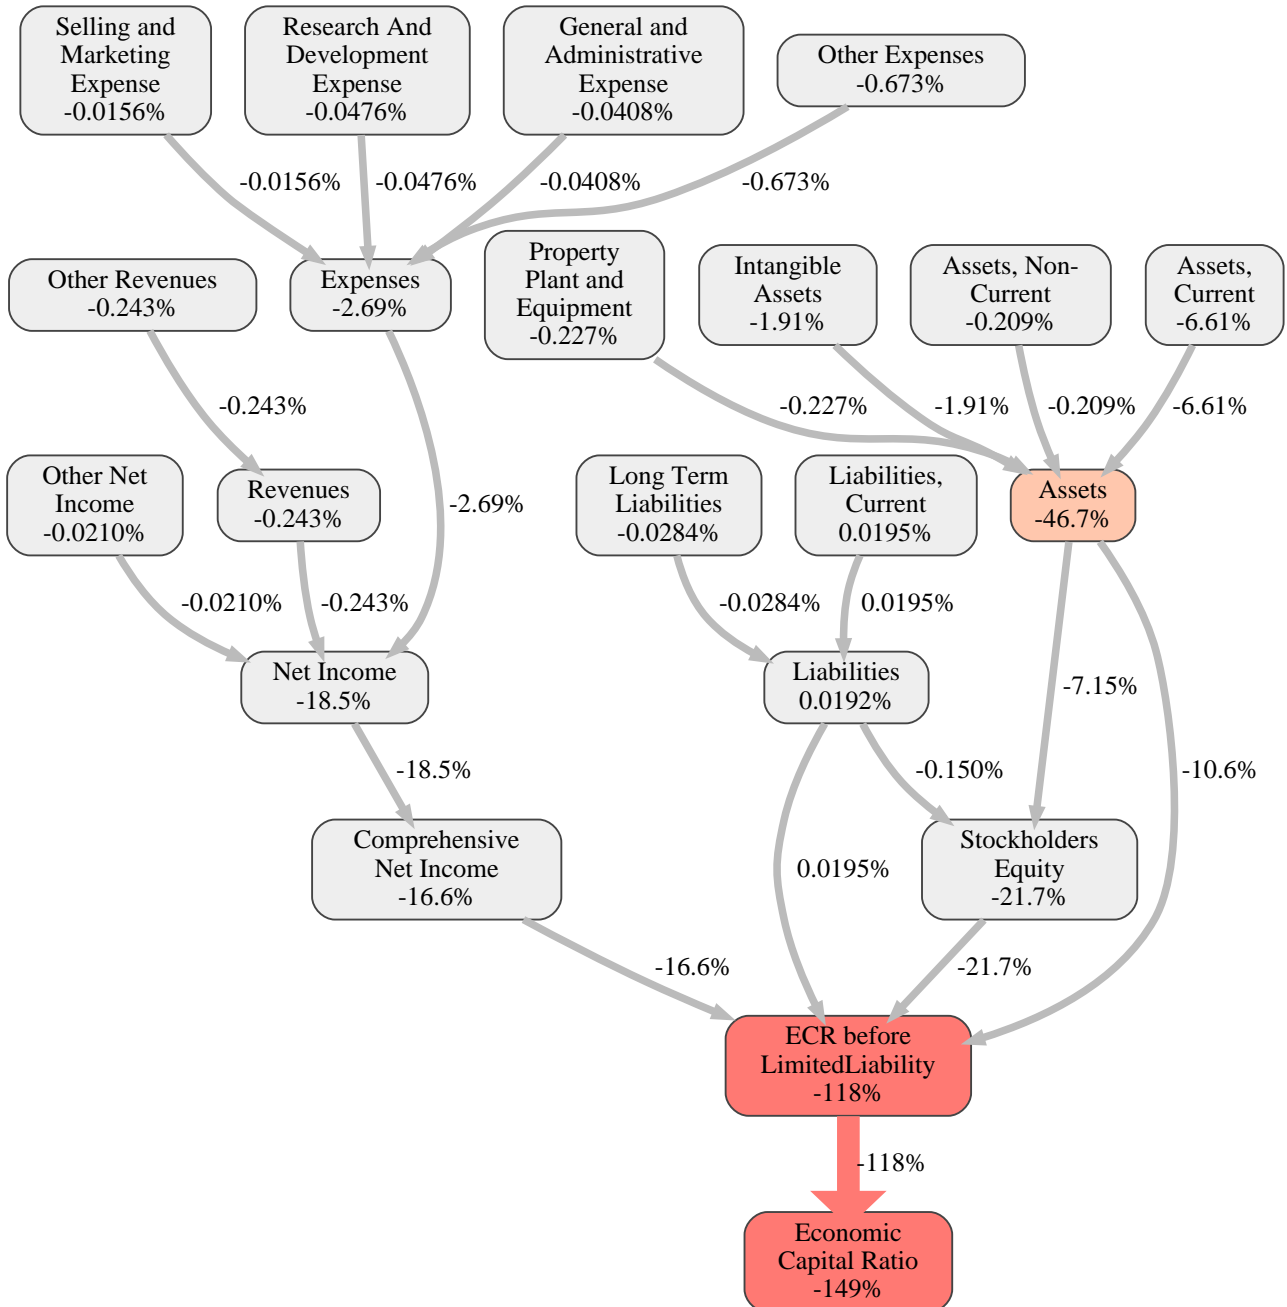 Selling and
Marketing
Expense
-0.0156%
Research And
Development
Expense
-0.0476%
General and
Administrative
Expense
-0.0408%
Other Expenses
-0.673%
-0.0156%
-0.0476%
-0.0408%
-0.673%
Other Revenues
-0.243%
Expenses
-2.69%
Property
Plant and
Equipment
-0.227%
Intangible
Assets
-1.91%
Assets, Non-
Current
-0.209%
Assets,
Current
-6.61%
-0.243%
-0.227%
-1.91%
-0.209%
-6.61%
Other Net
Income
-0.0210%
Revenues
-0.243%
-2.69%
Long Term
Liabilities
-0.0284%
Liabilities,
Current
0.0195%
Assets
-46.7%
-0.0210%
-0.243%
-0.0284%
0.0195%
Net Income
-18.5%
Liabilities
0.0192%
-7.15%
-18.5%
-0.150%
-10.6%
Comprehensive
Net Income
-16.6%
0.0195%
Stockholders
Equity
-21.7%
-16.6%
-21.7%
ECR before
LimitedLiability
-118%
-118%
Economic
Capital Ratio
-149%